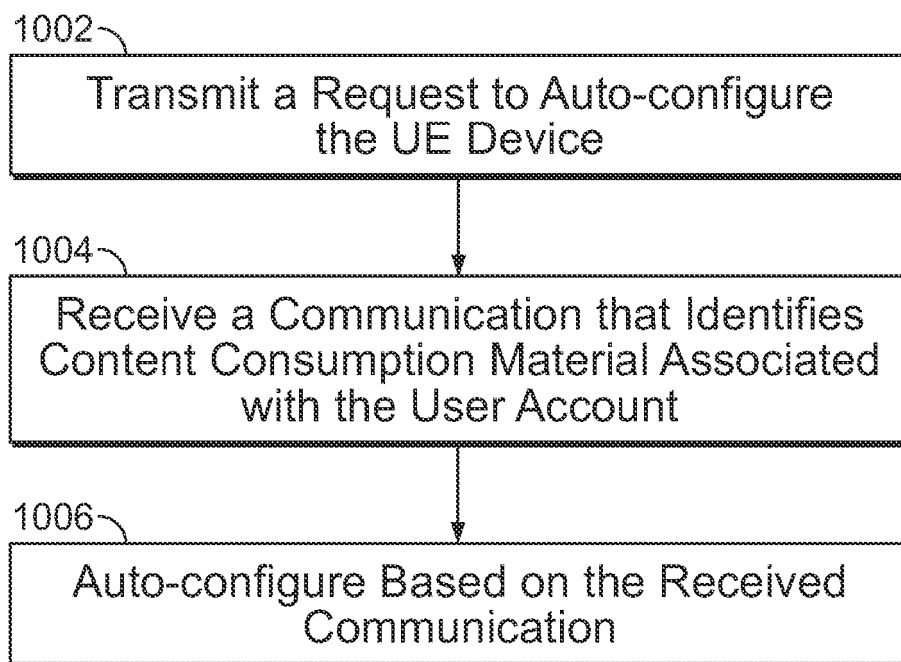 1002
Transmit a Request to Auto-configure
the UE Device
1004
Receive a Communication that Identifies
Content Consumption Material Associated
with the User Account
1006
Auto-configure Based on the Received
Communication